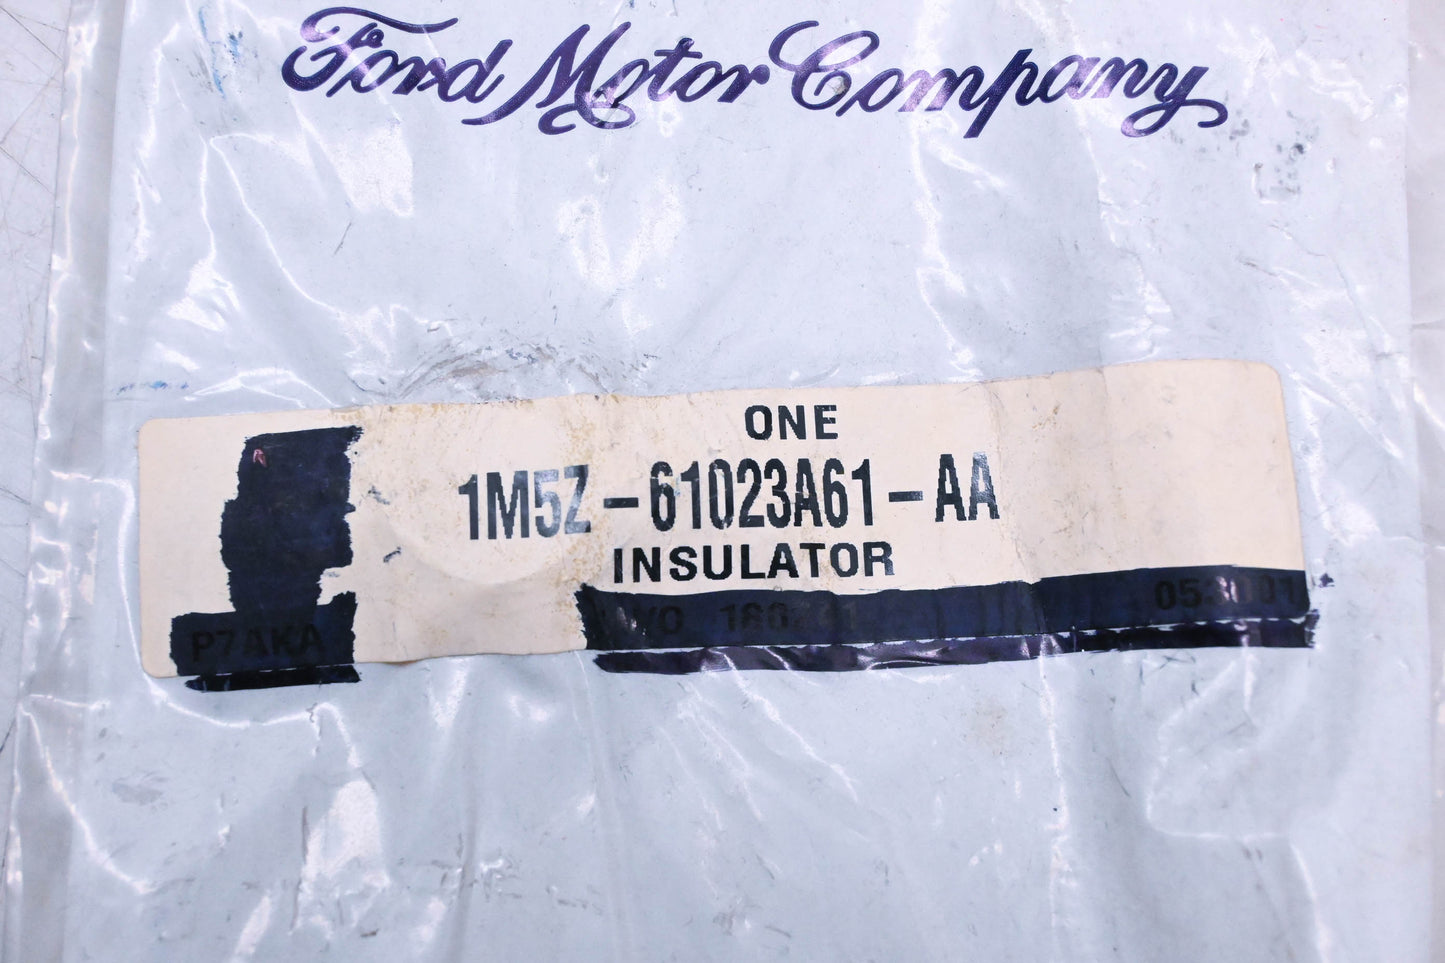 Ford Motor Company
ONE
1M5Z-61023A61-AA
INSULATOR
P7AKA